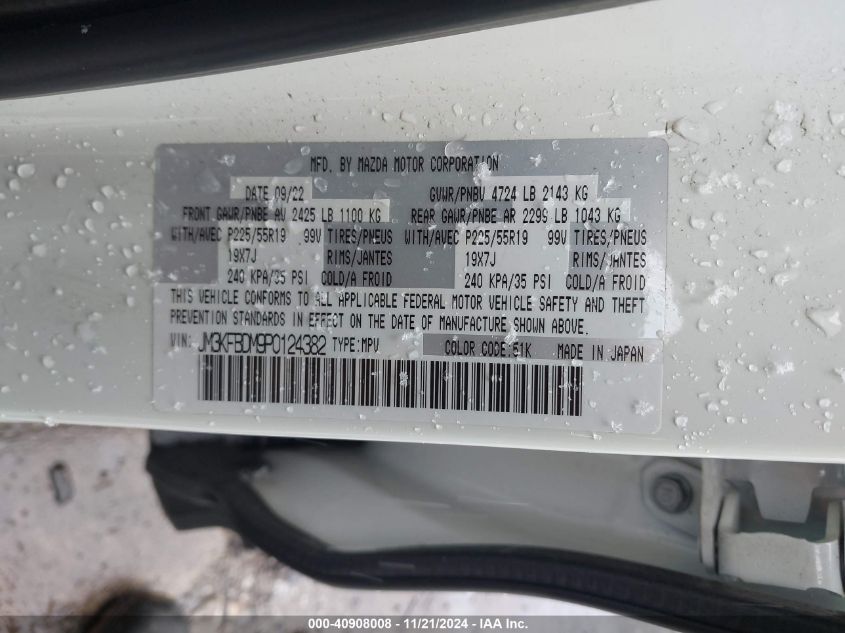 MFD. BY MAZDA MOTOR CORPORATION
DATE 09/22 GVWR/PNBV 4724 LB 2143 KG
FRONT GAWR/PNBE AV 2425 LB 1100 KG REAR GAWR/PNBE AR 2299 LB 1043 KG
WITH/AVEC P225/55R19 99V TIRES/PNEUS WITH/AVEC P225/55R19 99V TIRES/PNEUS
19X7J RIMS/JANTES 19X7J RIMS/JANTES
240 KPA/35 PSI COLD/A FROID 240 KPA/35 PSI COLD/A FROID
THIS VEHICLE CONFORMS TO ALL APPLICABLE FEDERAL MOTOR VEHICLE SAFETY AND THEFT
PREVENTION STANDARDS IN EFFECT ON THE DATE OF MANUFACTURE SHOWN ABOVE.
VIN: JM3KFBDM9P0124382 TYPE:MPV COLOR CODE:51K MADE IN JAPAN
000-40908008 - 11/21/2024 - IAA Inc.